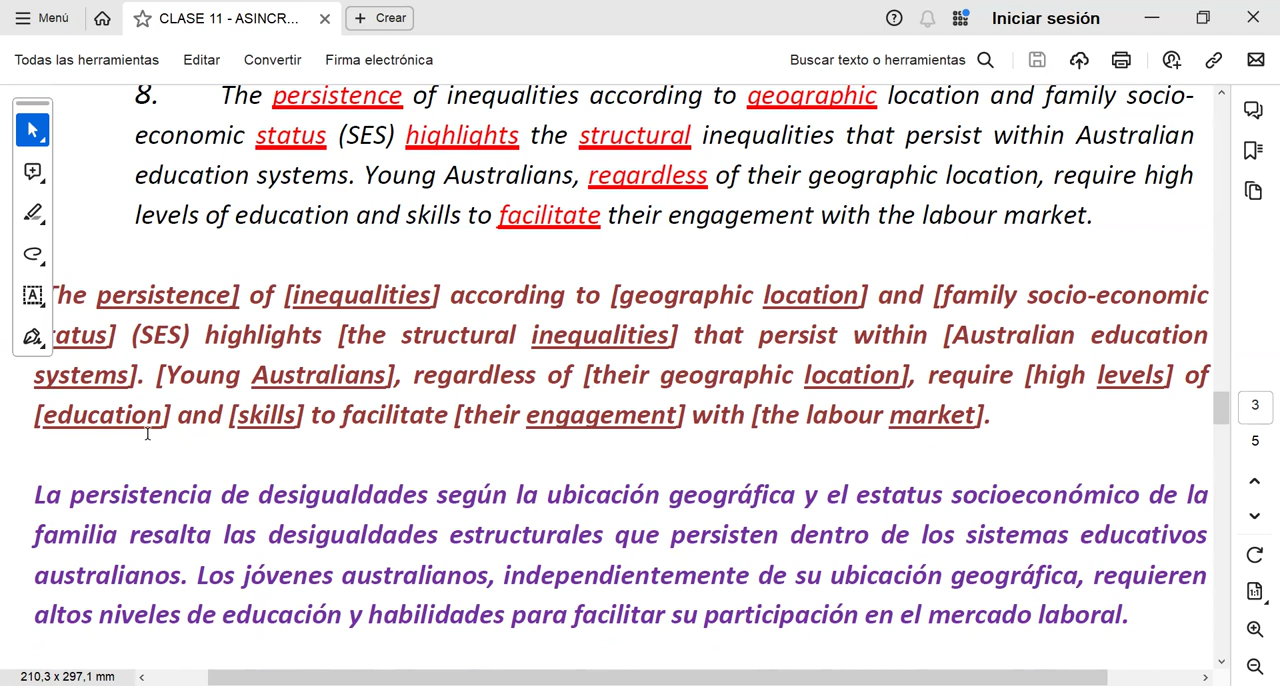 Menú
CLASE 11 - ASINCR...
Crear
Iniciar sesión
Todas las herramientas
Editar
Convertir
Firma electrónica
Buscar texto o herramientas
8. The persistence of inequalities according to geographic location and family socio-
economic status (SES) highlights the structural inequalities that persist within Australian
education systems. Young Australians, regardless of their geographic location, require high
levels of education and skills to facilitate their engagement with the labour market.
The persistence] of [inequalities] according to [geographic location] and [family socio-economic
tatus] (SES) highlights [the structural inequalities] that persist within [Australian education
systems]. [Young Australians], regardless of [their geographic location], require [high levels] of
[education] and [skills] to facilitate [their engagement] with [the labour market].
La persistencia de desigualdades según la ubicación geográfica y el estatus socioeconómico de la
familia resalta las desigualdades estructurales que persisten dentro de los sistemas educativos
australianos. Los jóvenes australianos, independientemente de su ubicación geográfica, requieren
altos niveles de educación y habilidades para facilitar su participación en el mercado laboral.
3
5
210,3 x 297,1 mm